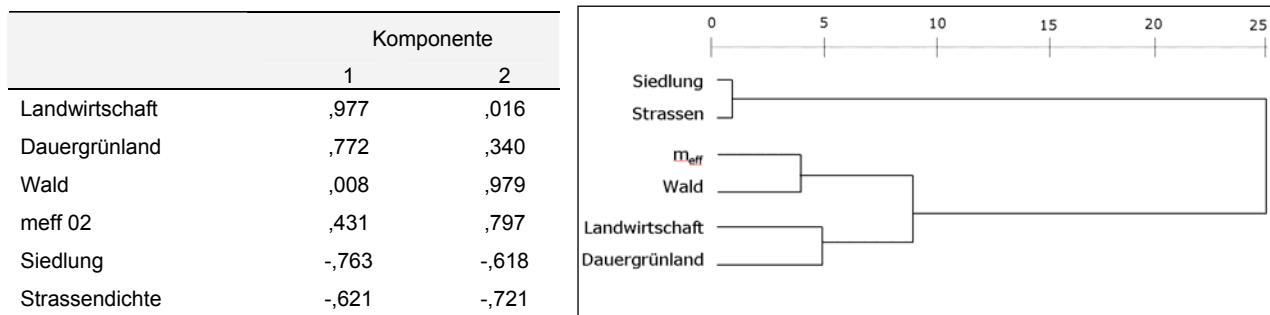 Komponente
1 2
Landwirtschaft ,977 ,016
Dauergrünland ,772 ,340
Wald ,008 ,979
meff 02 ,431 ,797
Siedlung -,763 -,618
Strassendichte -,621 -,721
0 5 10 15 20 25
Siedlung
Strassen
meff
Wald
Landwirtschaft
Dauergrünland